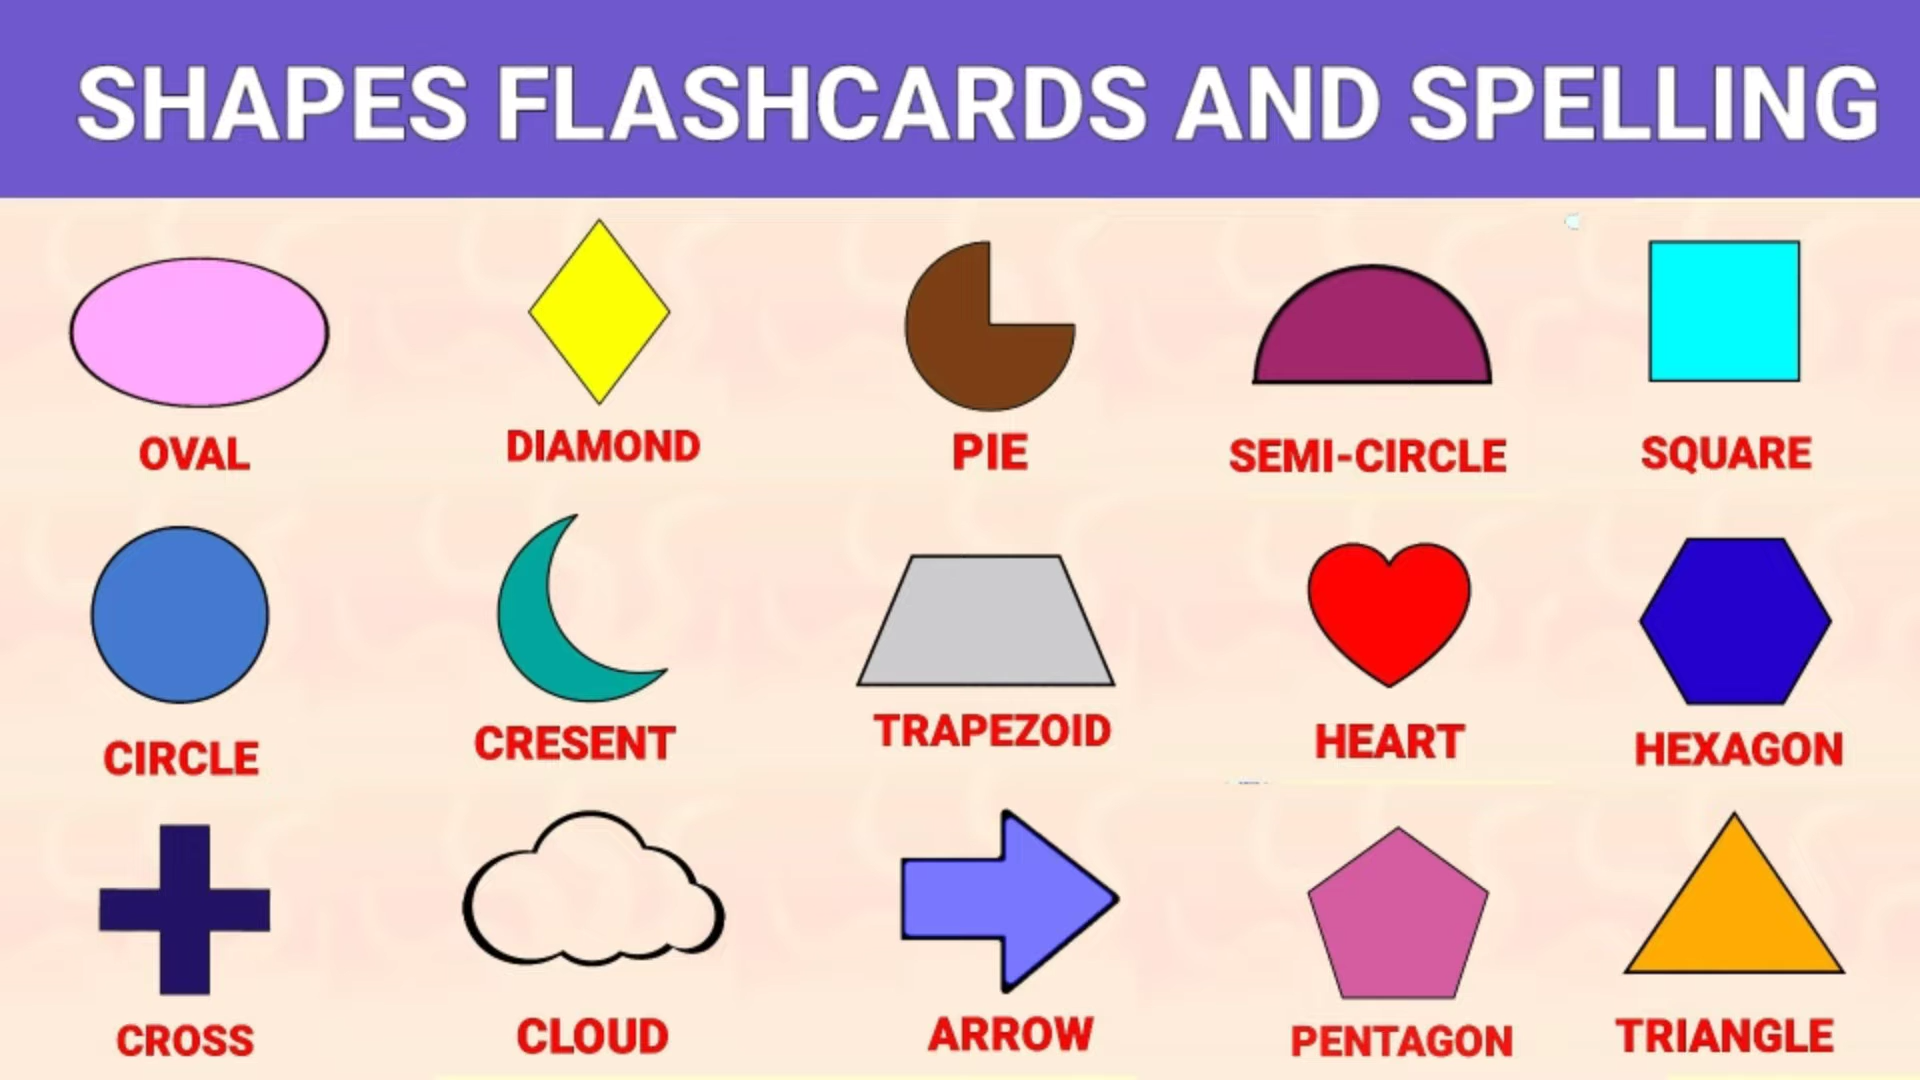 SHAPES FLASHCARDS AND SPELLING
OVAL
DIAMOND
PIE
SEMI-CIRCLE
SQUARE
CIRCLE
CRESENT
TRAPEZOID
HEART
HEXAGON
CROSS
CLOUD
ARROW
PENTAGON
TRIANGLE